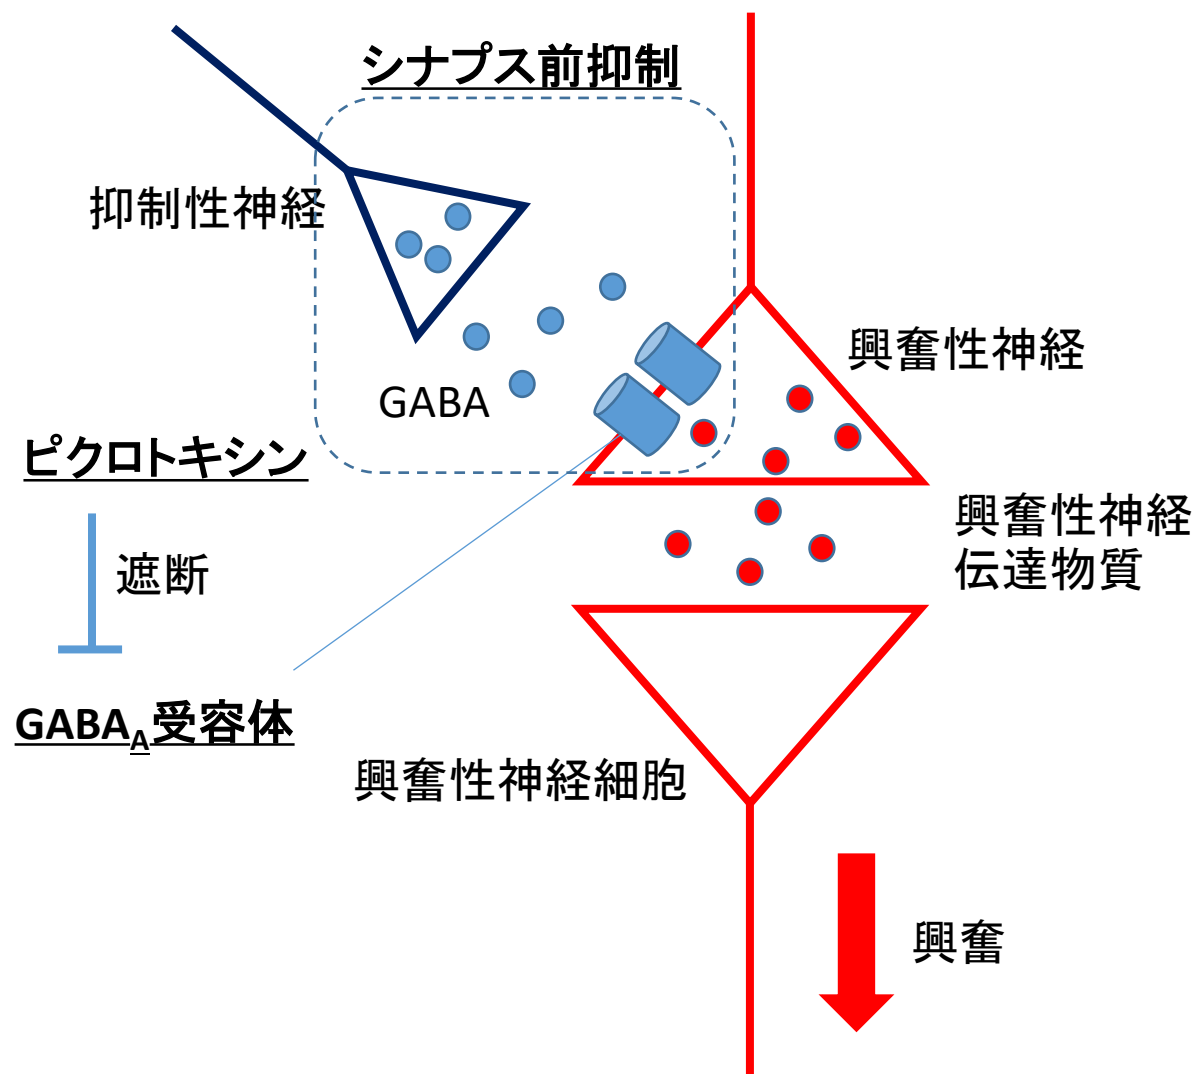 シナプス前抑制
抑制性神経
興奮性神経
GABA
ピクロトキシン
興奮性神経
伝達物質
遮断
GABAA受容体
興奮性神経細胞
興奮